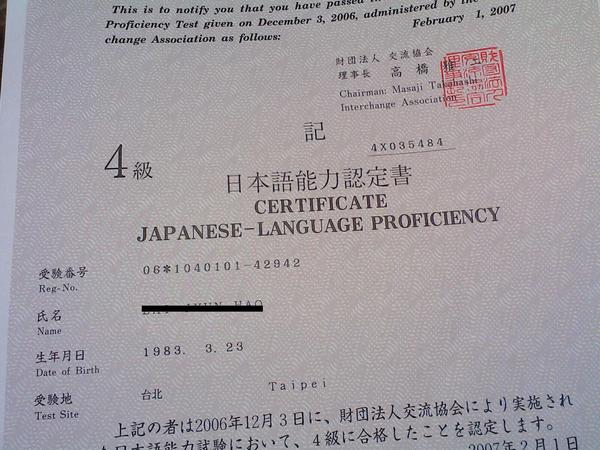 This is to notify you that you have passed
Proficiency Test given on December 3, 2006, administered by the
change Association as follows:
February 1, 2007
財団法人 交流協会
理事長 高橋 雅二
Chairman: Masaji Takahashi
Interchange Association
記
4X035484
4級
日本語能力認定書
CERTIFICATE
JAPANESE-LANGUAGE PROFICIENCY
受験番号 06*1040101-42942
Reg-No.
氏名
Name
生年月日 1983. 3. 23
Date of Birth
受験地 台北 Taipei
Test Site
上記の者は2006年12月3日に、財団法人交流協会により実施され
日本語能力試験において、4級に合格したことを認定します。
2007年2月1日